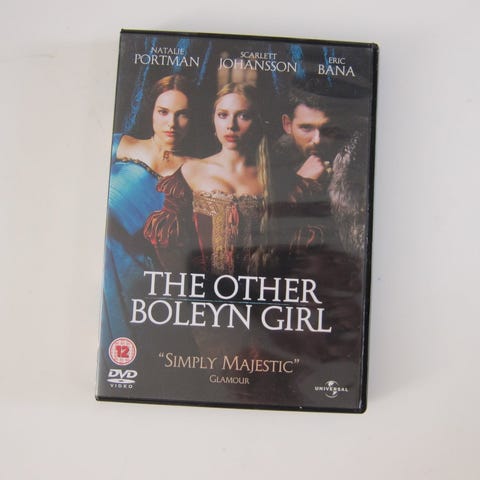 NATALIE
PORTMAN
SCARLETT
JOHANSSON
ERIC
BANA
THE OTHER
BOLEYN GIRL
12
"SIMPLY MAJESTIC"
GLAMOUR
DVD
VIDEO
UNIVERSAL